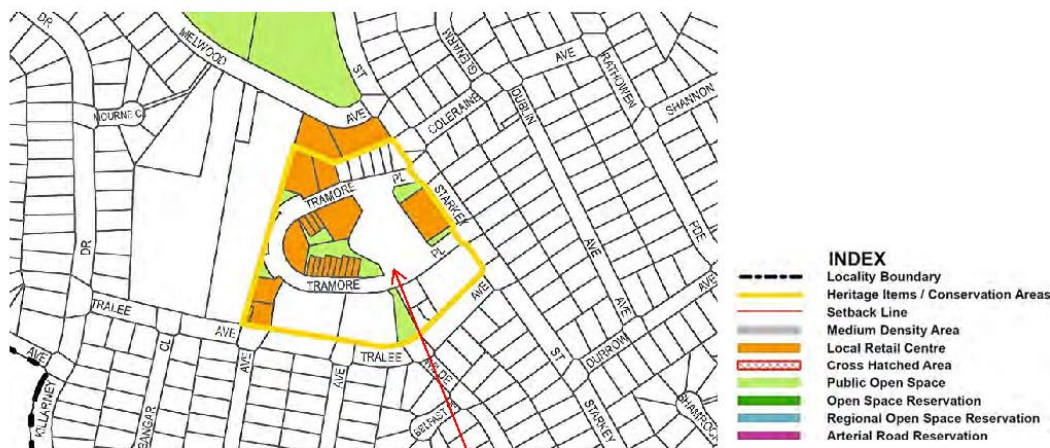 DR
MELWOOD
AVE
ST
GLENARN
AVE
RATHOWEN
SHANNON
MOURNE CL
COLERAINE
DUBLIN
TRAMORE
PL
STARKEY
PL
PDE
DR
AVE
TRAMORE
TRALEE
AVE
AVE
AVE
AVE
CL
AVE
TRALEE
ST
DURROW
AVE
KILLARNEY
BANGAR
AVE
BELFAST
STARKEY
SHAMROCK
INDEX
Locality Boundary
Heritage Items / Conservation Areas
Setback Line
Medium Density Area
Local Retail Centre
Cross Hatched Area
Public Open Space
Open Space Reservation
Regional Open Space Reservation
Arterial Road Reservation